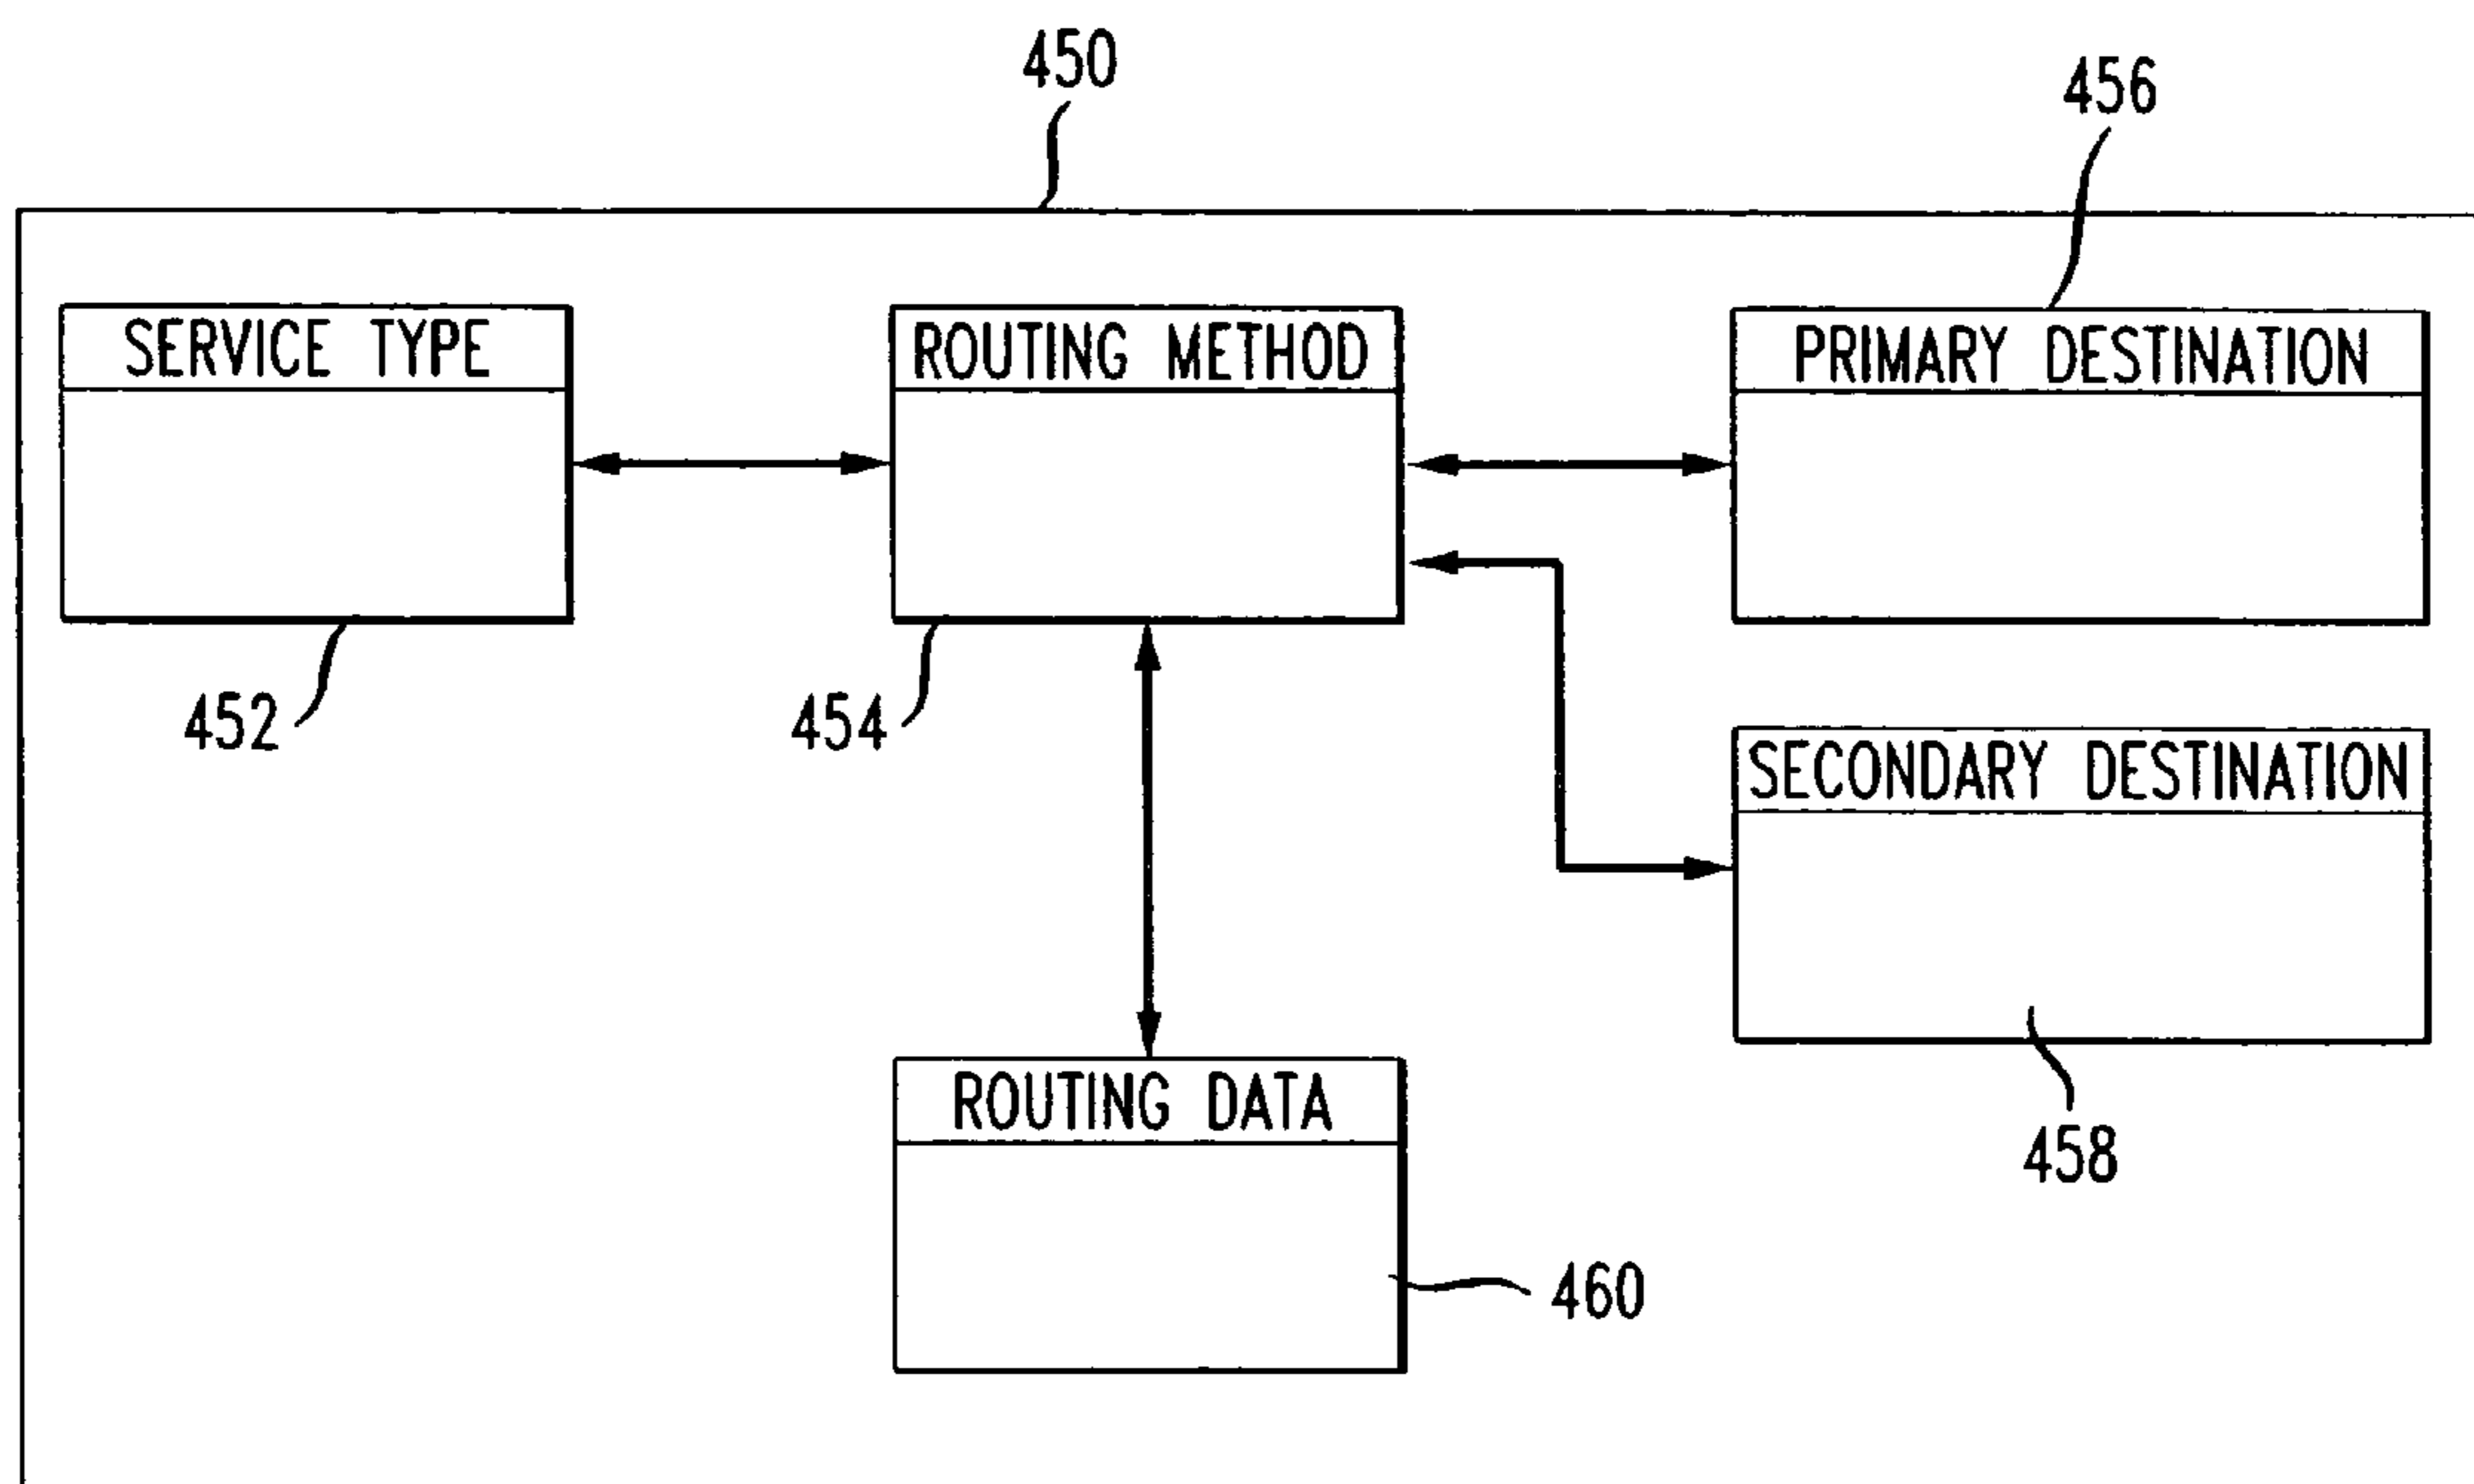 450
456
SERVICE TYPE
ROUTING METHOD
PRIMARY DESTINATION
452
454
SECONDARY DESTINATION
ROUTING DATA
458
460